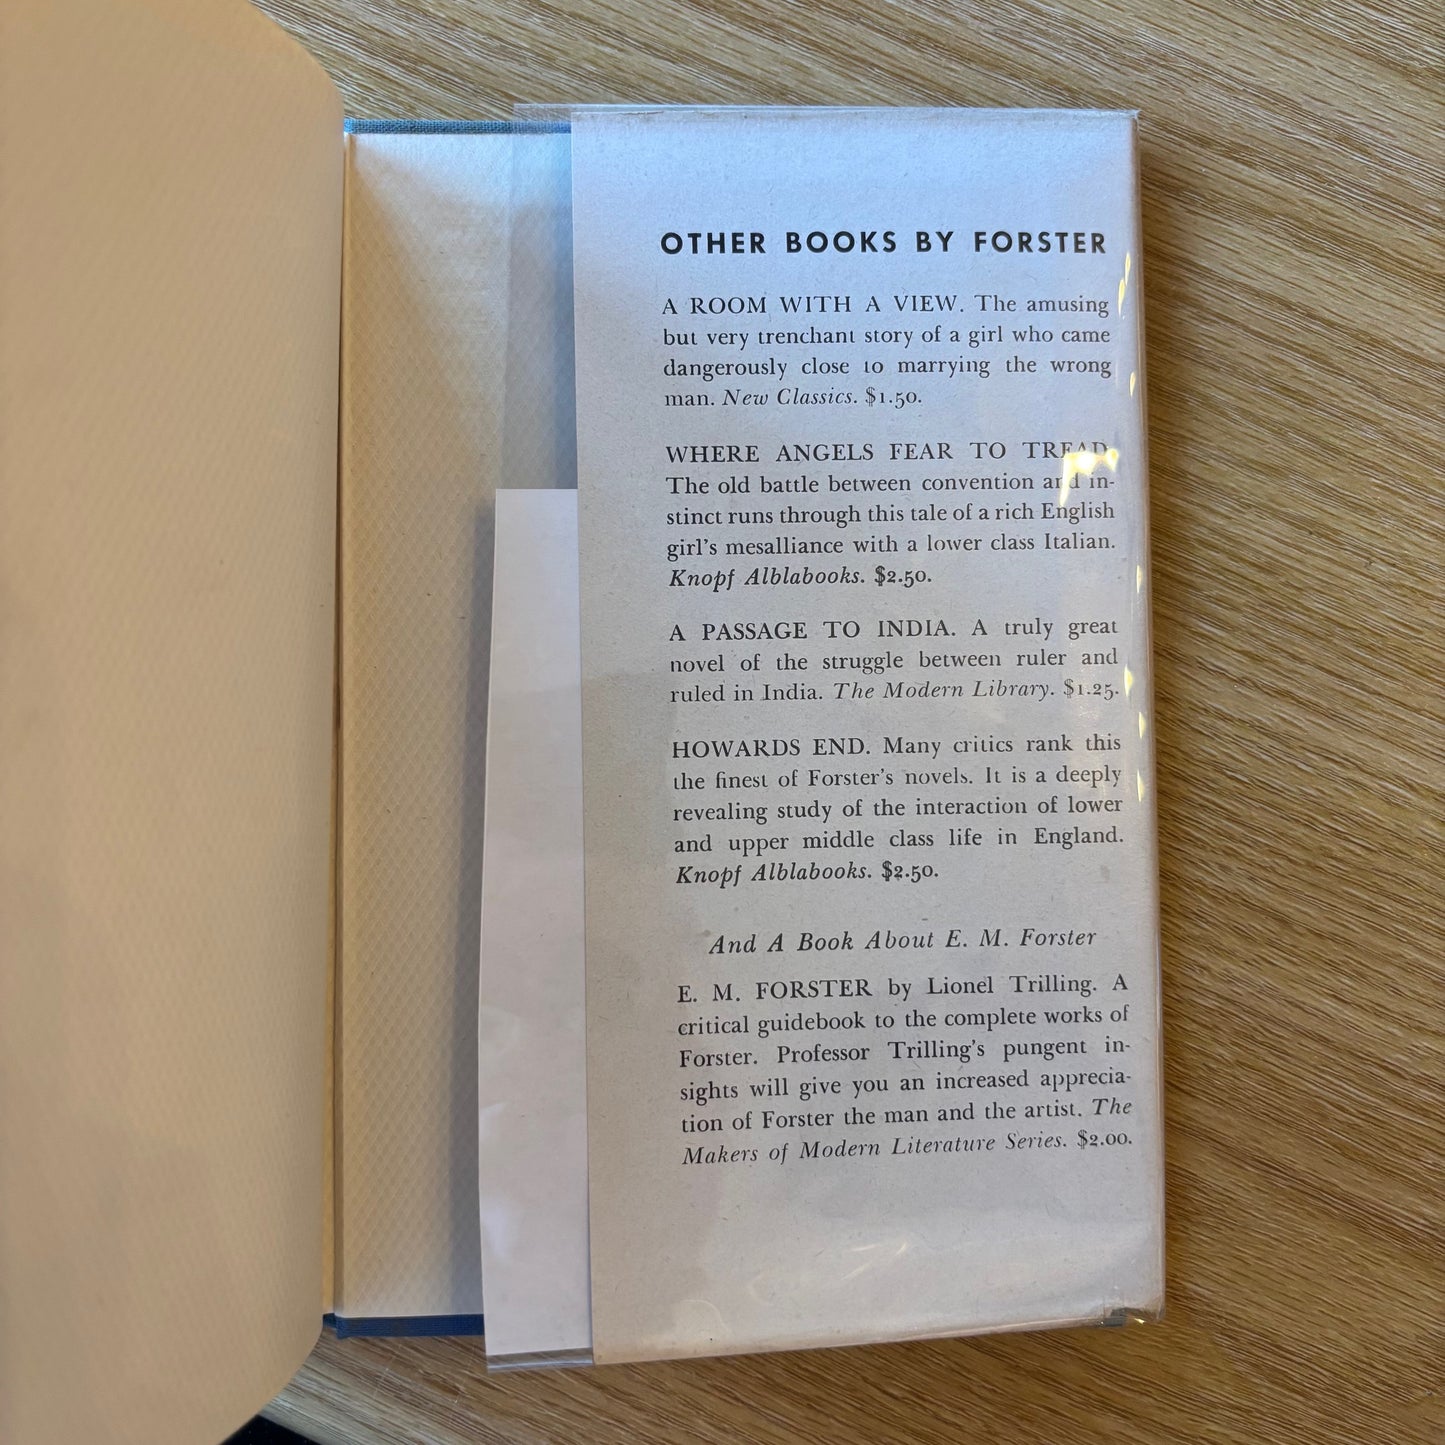 OTHER BOOKS BY FORSTER
A ROOM WITH A VIEW. The amusing
but very trenchant story of a girl who came
dangerously close to marrying the wrong
man. New Classics. $1.50.
WHERE ANGELS FEAR TO TREAD.
The old battle between convention and in-
stinct runs through this tale of a rich English
girl's mesalliance with a lower class Italian.
Knopf Alblabooks. $2.50.
A PASSAGE TO INDIA. A truly great
novel of the struggle between ruler and
ruled in India. The Modern Library. $1.25.
HOWARDS END. Many critics rank this
the finest of Forster's novels. It is a deeply
revealing study of the interaction of lower
and upper middle class life in England.
Knopf Alblabooks. $2.50.
And A Book About E. M. Forster
E. M. FORSTER by Lionel Trilling. A
critical guidebook to the complete works of
Forster. Professor Trilling's pungent in-
sights will give you an increased apprecia-
tion of Forster the man and the artist. The
Makers of Modern Literature Series. $2.00.